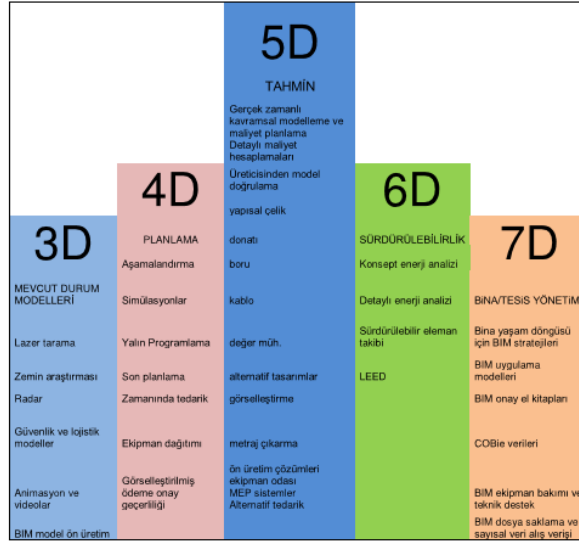 3D
MEVCUT DURUM
MODELLERİ
Lazer tarama
Zemin araştırması
Radar
Güvenlik ve lojistik
modeller
Animasyon ve
videolar
BIM model ön üretim
4D
PLANLAMA
Aşamalandırma
Simülasyonlar
Yalın Programlama
Son planlama
Zamanında tedarik
Ekipman dağıtımı
Görselleştirilmiş
ödeme onay
geçerliliği
5D
TAHMİN
Gerçek zamanlı
kavramsal modelleme ve
maliyet planlama
Detaylı maliyet
hesaplamaları
Üreticisinden model
doğrulama
yapısal çelik
donatı
boru
kablo
değer müh.
alternatif tasarımlar
görselleştirme
metraj çıkarma
ön üretim çözümleri
ekipman odası
MEP sistemler
Alternatif tedarik
6D
SÜRDÜRÜLEBİLİRLİK
Konsept enerji analizi
Detaylı enerji analizi
Sürdürülebilir eleman
takibi
LEED
7D
BiNA/TESiS YÖNETiM
Bina yaşam döngüsü
için BIM stratejileri
BIM uygulama
modelleri
BIM onay el kitapları
COBie verileri
BIM ekipman bakımı ve
teknik destek
BIM dosya saklama ve
sayısal veri alış verişi